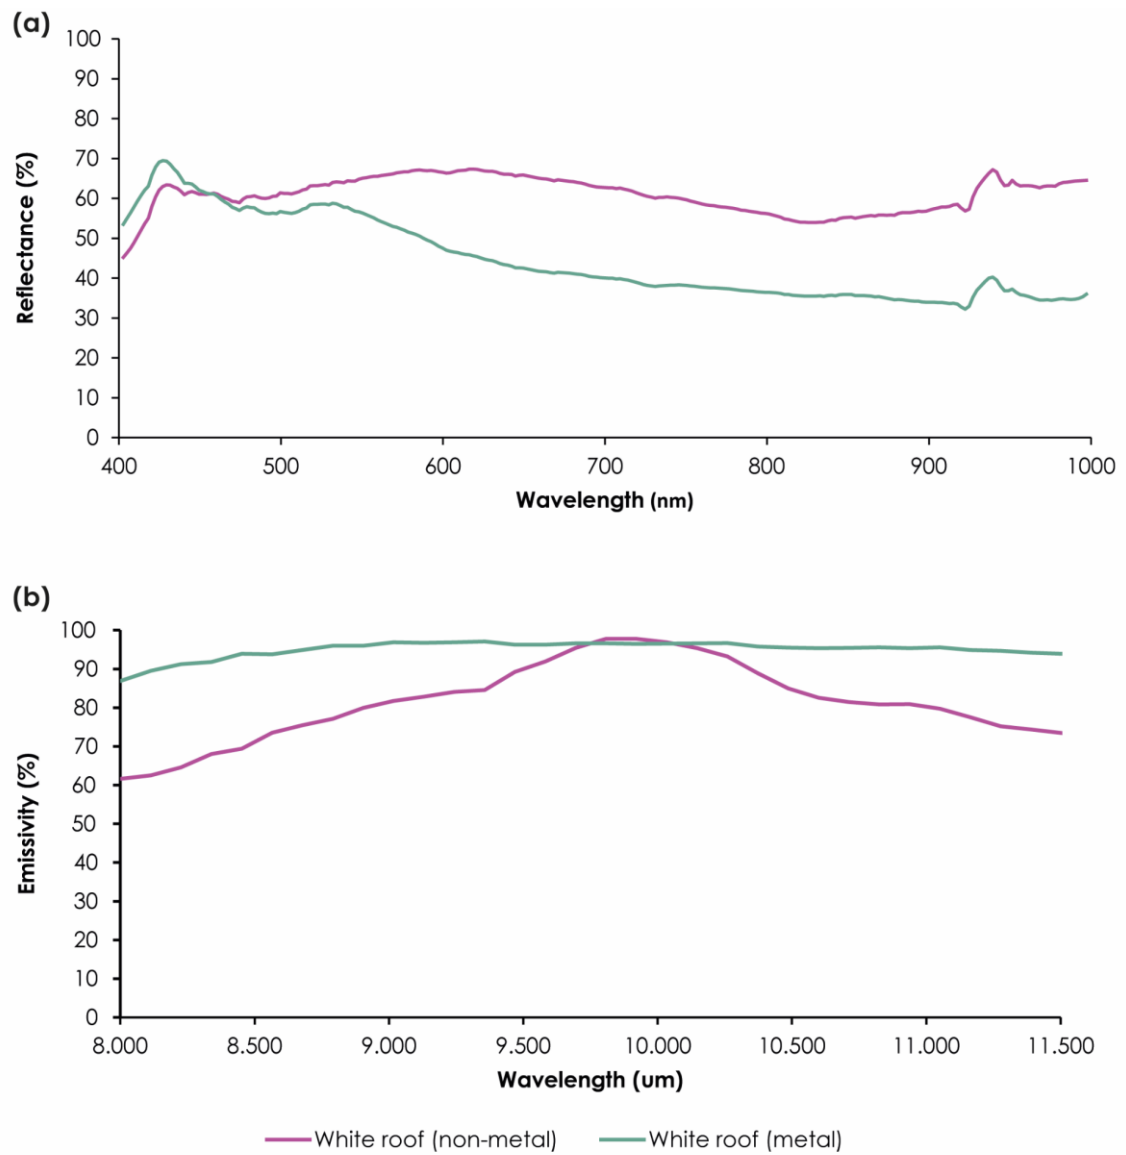 (a)
100
90
80
70
60
50
40
30
20
10
0
Reflectance (%)
400 500 600 700 800 900 1000
Wavelength (nm)
(b)
100
90
80
70
60
50
40
30
20
10
0
Emissivity (%)
8.000 8.500 9.000 9.500 10.000 10.500 11.000 11.500
Wavelength (um)
White roof (non-metal) White roof (metal)